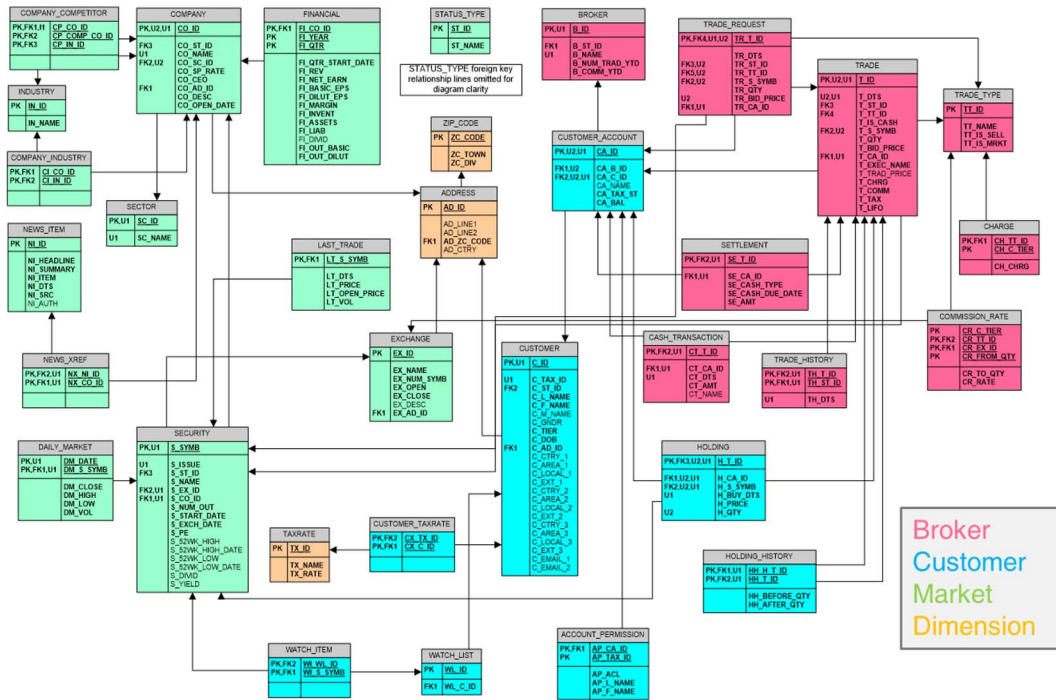 COMPANY_COMPETITOR
PK,FK1,I1 CP_CO_ID
PK,FK2 CP_COMP_CO_ID
PK,FK3 CP_IN_ID
COMPANY
PK,U2,U1 CO_ID
FK3 CO_ST_ID
U1 CO_NAME
FK2,U2 CO_SC_ID
CO_SP_RATE
CO_CEO
FK1 CO_AD_ID
CO_DESC
CO_OPEN_DATE
FINANCIAL
PK,FK1 FI_CO_ID
PK FI_YEAR
PK FI_QTR
FI_QTR_START_DATE
FI_REV
FI_NET_EARN
FI_BASIC_EPS
FI_DILUT_EPS
FI_MARGIN
FI_INVENT
FI_ASSETS
FI_LIAB
FI_DIVID
FI_OUT_BASIC
FI_OUT_DILUT
STATUS_TYPE
PK ST_ID
ST_NAME
STATUS_TYPE foreign key
relationship lines omitted for
diagram clarity
BROKER
PK,U1 B_ID
FK1 B_ST_ID
U1 B_NAME
B_NUM_TRAD_YTD
B_COMM_YTD
TRADE_REQUEST
PK,FK4,U1,U2 TR_T_ID
TR_DTS
FK3,U2 TR_ST_ID
FK5,U2 TR_TT_ID
FK2,U2 TR_S_SYMB
TR_QTY
U2 TR_BID_PRICE
FK1,U1 TR_CA_ID
TRADE
PK,U2,U1 T_ID
U2,U1 T_DTS
FK3 T_ST_ID
FK4 T_TT_ID
T_IS_CASH
FK2,U2 T_S_SYMB
T_QTY
T_BID_PRICE
FK1,U1 T_CA_ID
T_EXEC_NAME
T_TRAD_PRICE
T_CHRG
T_COMM
T_TAX
T_LIFO
TRADE_TYPE
PK TT_ID
TT_NAME
TT_IS_SELL
TT_IS_MRKT
INDUSTRY
PK IN_ID
IN_NAME
COMPANY_INDUSTRY
PK,FK1 CI_CO_ID
PK,FK2 CI_IN_ID
SECTOR
PK,U1 SC_ID
U1 SC_NAME
ZIP_CODE
PK ZC_CODE
ZC_TOWN
ZC_DIV
ADDRESS
PK AD_ID
AD_LINE1
AD_LINE2
FK1 AD_ZC_CODE
AD_CTRY
CUSTOMER_ACCOUNT
PK,U2,U1 CA_ID
FK1,U2 CA_B_ID
FK2,U2,U1 CA_C_ID
CA_NAME
CA_TAX_ST
CA_BAL
NEWS_ITEM
PK NI_ID
NI_HEADLINE
NI_SUMMARY
NI_ITEM
NI_DTS
NI_SRC
NI_AUTH
LAST_TRADE
PK,FK1 LT_S_SYMB
LT_DTS
LT_PRICE
LT_OPEN_PRICE
LT_VOL
SETTLEMENT
PK,FK2,U1 SE_T_ID
FK1,U1 SE_CA_ID
SE_CASH_TYPE
SE_CASH_DUE_DATE
SE_AMT
CHARGE
PK,FK1 CH_TT_ID
PK CH_C_TIER
CH_CHRG
NEWS_XREF
PK,FK2,U1 NX_NI_ID
PK,FK1,U1 NX_CO_ID
EXCHANGE
PK EX_ID
EX_NAME
EX_NUM_SYMB
EX_OPEN
EX_CLOSE
EX_DESC
FK1 EX_AD_ID
CUSTOMER
PK,U1 C_ID
U1 C_TAX_ID
FK2 C_ST_ID
C_L_NAME
C_F_NAME
C_M_NAME
C_GNDR
C_TIER
C_DOB
FK1 C_AD_ID
C_CTRY_1
C_AREA_1
C_LOCAL_1
C_EXT_1
C_CTRY_2
C_AREA_2
C_LOCAL_2
C_EXT_2
C_CTRY_3
C_AREA_3
C_LOCAL_3
C_EXT_3
C_EMAIL_1
C_EMAIL_2
CASH_TRANSACTION
PK,FK2,U1 CT_T_ID
FK1,U1 CT_CA_ID
U1 CT_DTS
CT_AMT
CT_NAME
TRADE_HISTORY
PK,FK2,U1 TH_T_ID
PK,FK1,U1 TH_ST_ID
U1 TH_DTS
COMMISSION_RATE
PK CR_C_TIER
PK,FK2 CR_TT_ID
PK,FK1 CR_EX_ID
PK CR_FROM_QTY
CR_TO_QTY
CR_RATE
DAILY_MARKET
PK,U1 DM_DATE
PK,FK1,U1 DM_S_SYMB
DM_CLOSE
DM_HIGH
DM_LOW
DM_VOL
SECURITY
PK,U1 S_SYMB
U1 S_ISSUE
FK3 S_ST_ID
S_NAME
FK2,U1 S_EX_ID
FK1,U1 S_CO_ID
S_NUM_OUT
S_START_DATE
S_EXCH_DATE
S_PE
S_52WK_HIGH
S_52WK_HIGH_DATE
S_52WK_LOW
S_52WK_LOW_DATE
S_DIVID
S_YIELD
HOLDING
PK,FK3,U2,U1 H_T_ID
FK1,U2,U1 H_CA_ID
FK2,U2,U1 H_S_SYMB
U1 H_BUY_DTS
H_PRICE
U2 H_QTY
TAXRATE
PK TX_ID
TX_NAME
TX_RATE
CUSTOMER_TAXRATE
PK,FK2 CX_TX_ID
PK,FK1 CX_C_ID
HOLDING_HISTORY
PK,FK1,U1 HH_H_T_ID
PK,FK2,U1 HH_T_ID
HH_BEFORE_QTY
HH_AFTER_QTY
WATCH_ITEM
PK,FK2 WI_WL_ID
PK,FK1 WI_S_SYMB
WATCH_LIST
PK WL_ID
FK1 WL_C_ID
ACCOUNT_PERMISSION
PK,FK1 AP_CA_ID
PK AP_TAX_ID
AP_ACL
AP_L_NAME
AP_F_NAME
Broker
Customer
Market
Dimension